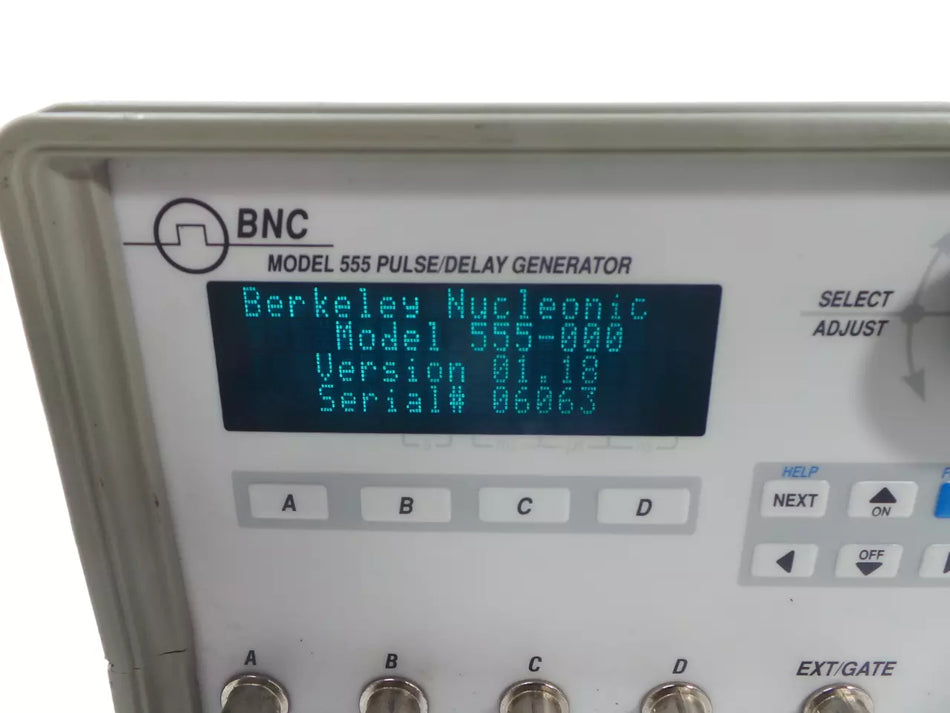 BNC
MODEL 555 PULSE/DELAY GENERATOR
Berkeley Nucleonic
Model 555-000
Version 01.18
Serial# 06063
SELECT
ADJUST
HELP
A B C D
NEXT
ON
OFF
A B C D EXT/GATE